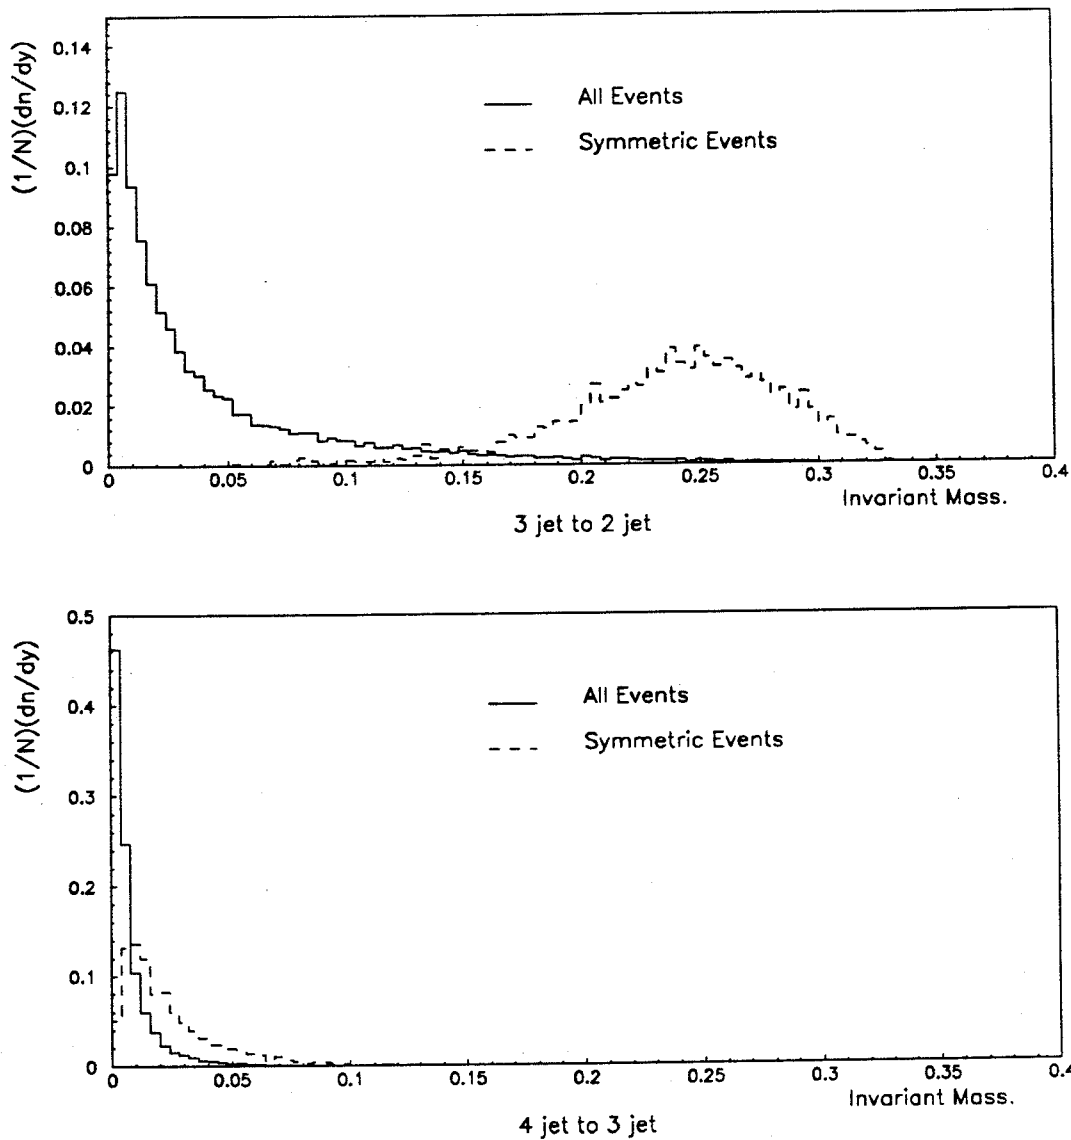 (1/N)(dn/dy)
0.14
0.12
0.1
0.08
0.06
0.04
0.02
0
All Events
Symmetric Events
0 0.05 0.1 0.15 0.2 0.25 0.3 0.35 0.4
Invariant Mass.
3 jet to 2 jet
(1/N)(dn/dy)
0.5
0.4
0.3
0.2
0.1
0
All Events
Symmetric Events
0 0.05 0.1 0.15 0.2 0.25 0.3 0.35 0.4
Invariant Mass.
4 jet to 3 jet